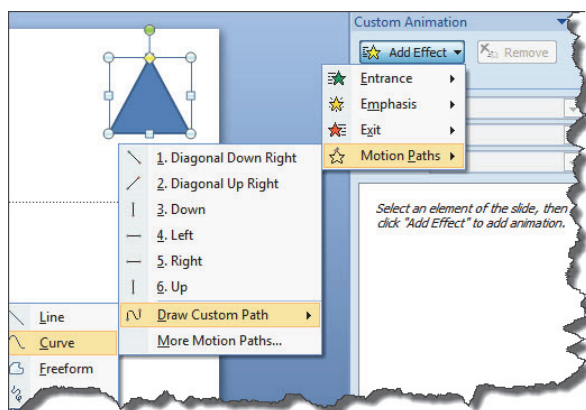 Custom Animation
Add Effect
Remove
Entrance
Emphasis
Exit
Motion Paths
1. Diagonal Down Right
2. Diagonal Up Right
3. Down
4. Left
5. Right
6. Up
Draw Custom Path
More Motion Paths...
Select an element of the slide, then
click "Add Effect" to add animation.
Line
Curve
Freeform